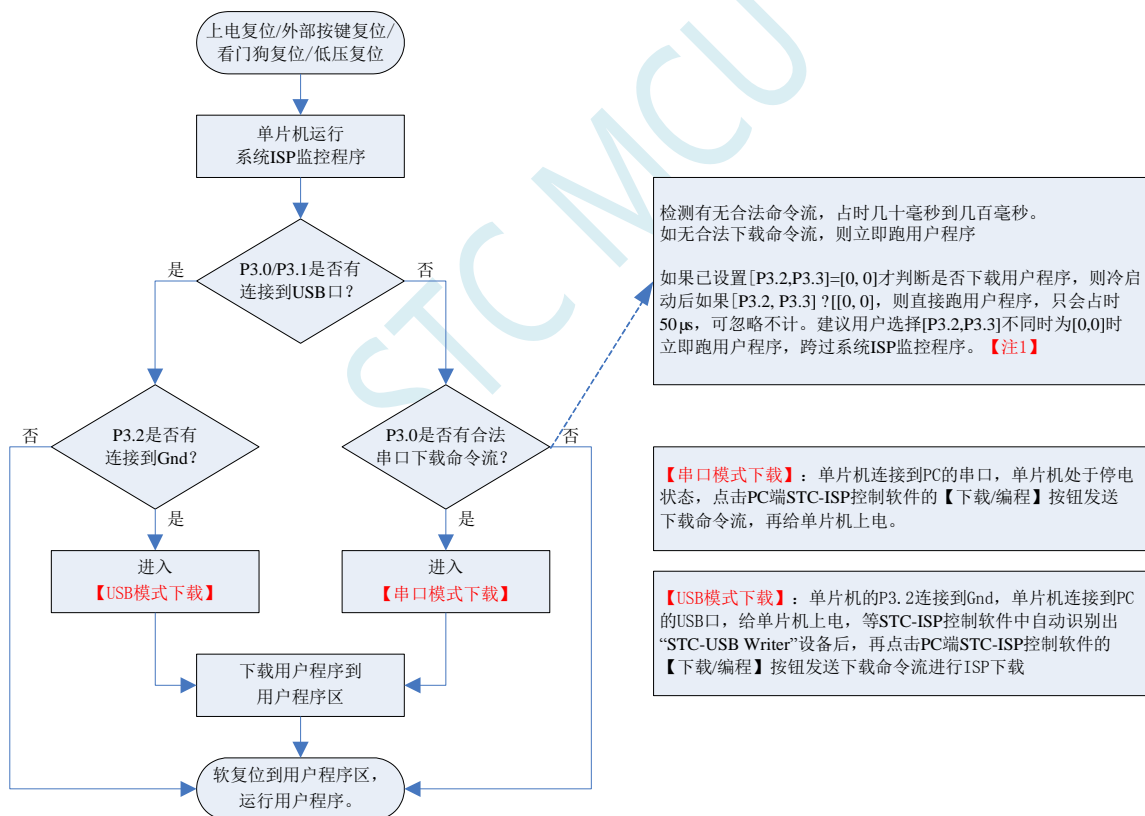 上电复位/外部按键复位/
看门狗复位/低压复位
单片机运行
系统ISP监控程序
P3.0/P3.1是否有
连接到USB口?
是
否
P3.2是否有
连接到Gnd?
否
是
P3.0是否有合法
串口下载命令流?
否
是
进入
【USB模式下载】
进入
【串口模式下载】
下载用户程序到
用户程序区
软复位到用户程序区,
运行用户程序。
检测有无合法命令流,占时几十毫秒到几百毫秒。
如无合法下载命令流,则立即跑用户程序
如果已设置[P3.2,P3.3]=[0, 0]才判断是否下载用户程序,则冷启
动后如果[P3.2, P3.3] ?[[0, 0],则直接跑用户程序,只会占时
50μs,可忽略不计。建议用户选择[P3.2,P3.3]不同时为[0,0]时
立即跑用户程序,跨过系统ISP监控程序。【注1】
【串口模式下载】:单片机连接到PC的串口,单片机处于停电
状态,点击PC端STC-ISP控制软件的【下载/编程】按钮发送
下载命令流,再给单片机上电。
【USB模式下载】:单片机的P3.2连接到Gnd,单片机连接到PC
的USB口,给单片机上电,等STC-ISP控制软件中自动识别出
“STC-USB Writer”设备后,再点击PC端STC-ISP控制软件的
【下载/编程】按钮发送下载命令流进行ISP下载
STC MCU